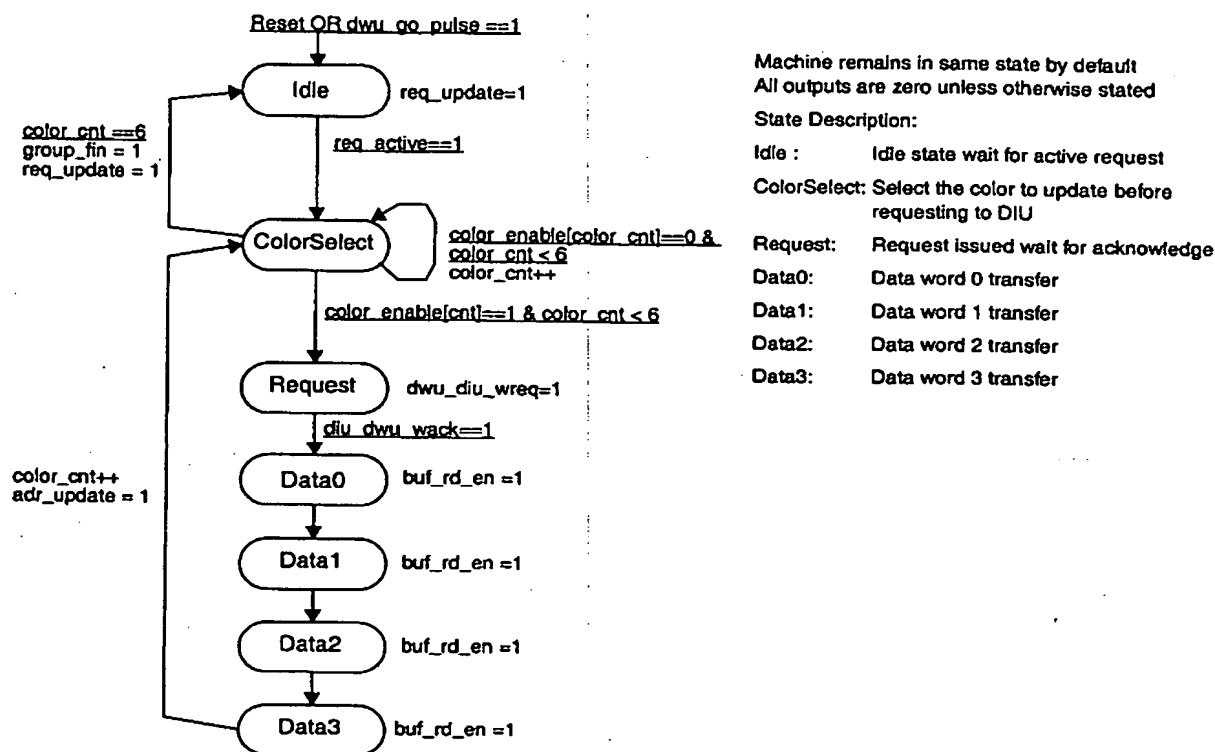 Reset OR dwu_go_pulse ==1
Idle
req_update=1
color_cnt ==6
group_fin = 1
req_update = 1
req_active==1
ColorSelect
color_enable[color_cnt]==0 &
color_cnt < 6
color_cnt++
color_enable[cnt]==1 & color_cnt < 6
Request
dwu_diu_wreq=1
diu_dwu_wack==1
color_cnt++
adr_update = 1
Data0
buf_rd_en =1
Data1
buf_rd_en =1
Data2
buf_rd_en =1
Data3
buf_rd_en =1
Machine remains in same state by default
All outputs are zero unless otherwise stated
State Description:
Idle : Idle state wait for active request
ColorSelect: Select the color to update before
requesting to DIU
Request: Request issued wait for acknowledge
Data0: Data word 0 transfer
Data1: Data word 1 transfer
Data2: Data word 2 transfer
Data3: Data word 3 transfer